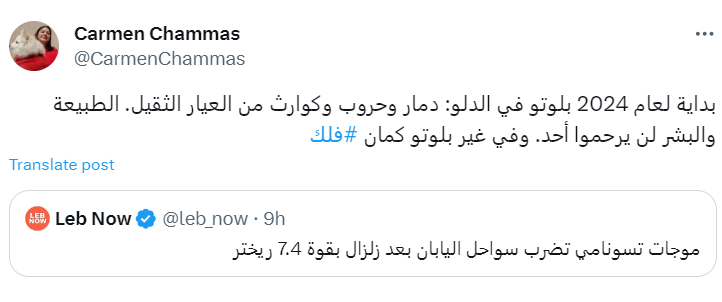 Carmen Chammas
@CarmenChammas
بداية لعام 2024 بلوتو في الدلو: دمار وحروب وكوارث من العيار الثقيل. الطبيعة
والبشر لن يرحموا أحد. وفي غير بلوتو كمان #فلك
Translate post
LEB NOW Leb Now @leb_now · 9h
موجات تسونامي تضرب سواحل اليابان بعد زلزال بقوة 7.4 ريختر